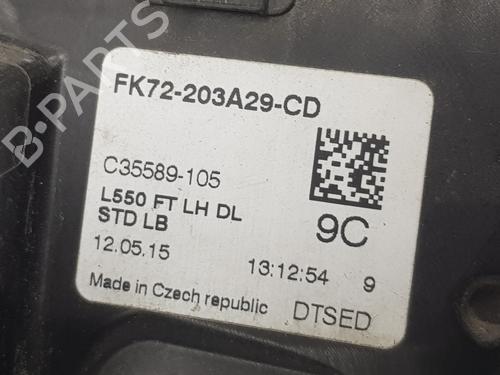 B-PARTS
FK72-203A29-CD
C35589-105
L550 FT LH DL
STD LB
9C
12.05.15 13:12:54 9
Made in Czech republic DTSED